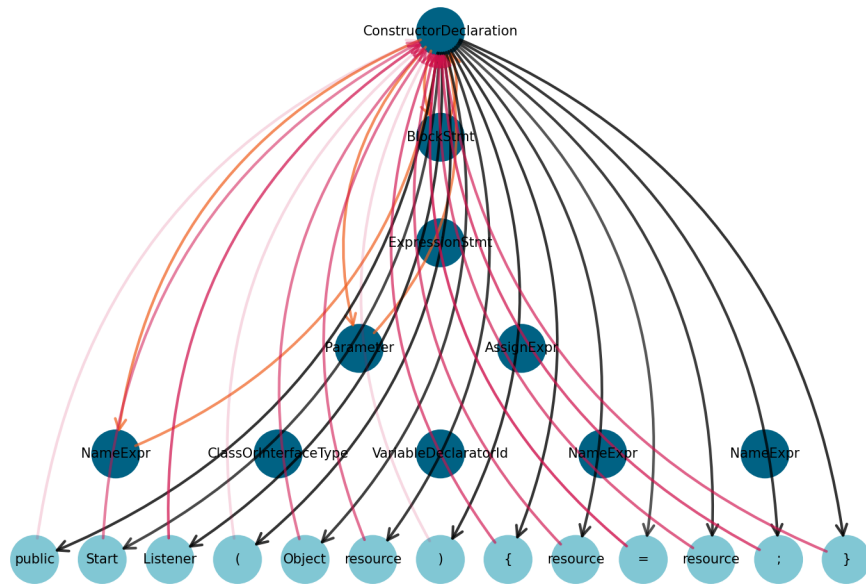 ConstructorDeclaration
BlockStmt
ExpressionStmt
Parameter AssignExpr
NameExpr ClassOrInterfaceType VariableDeclaratorId NameExpr NameExpr
public Start Listener ( Object resource ) { resource = resource ; }